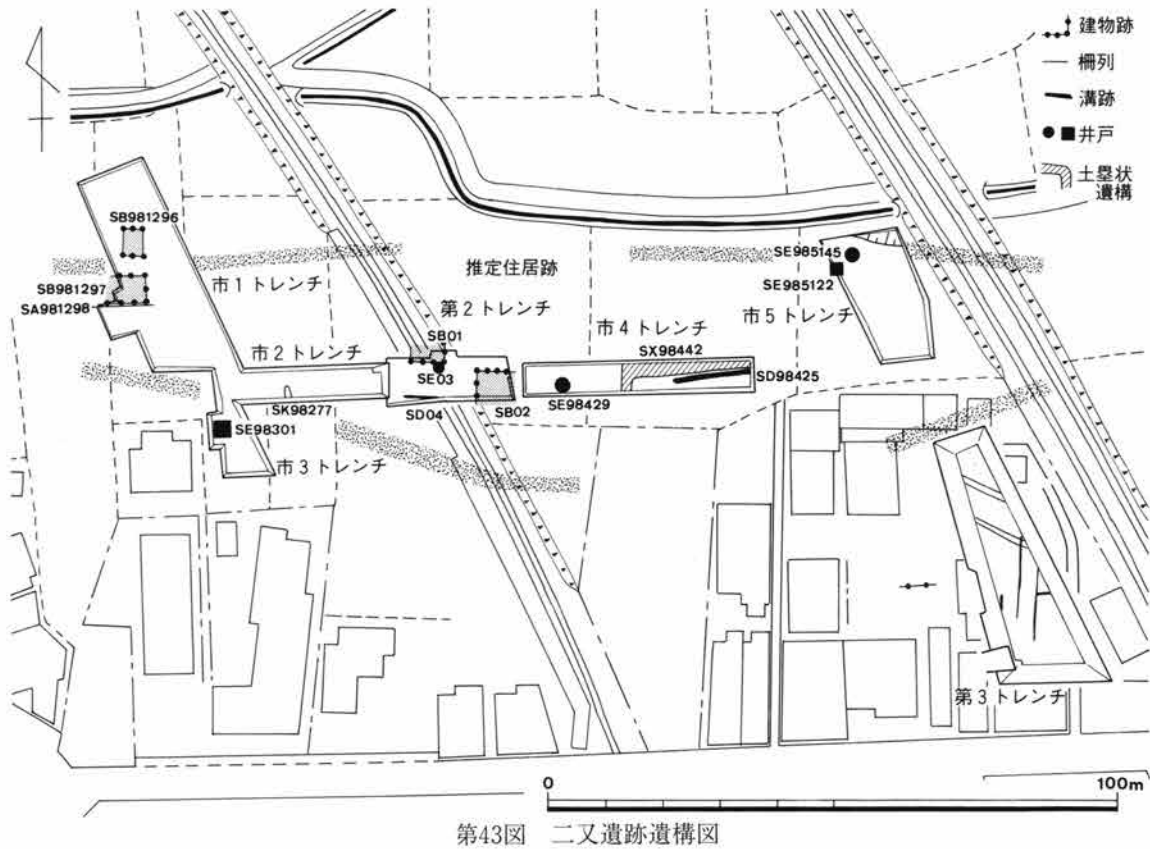 建物跡
柵列
溝跡
井戸
土塁状
遺構
SB981296
SB981297
SA981298
市1トレンチ
推定住居跡
第2トレンチ
SB01
市2トレンチ
SE03
SK98277
SD04
SB02
SE98301
市3トレンチ
市4トレンチ
SX98442
SD98425
SE98429
SE985145
SE985122
市5トレンチ
第3トレンチ
0
100m
第43図 二又遺跡遺構図